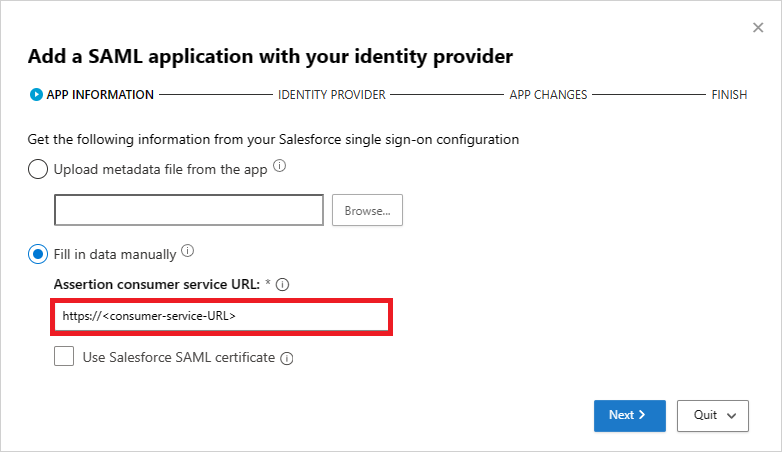 Add a SAML application with your identity provider
APP INFORMATION IDENTITY PROVIDER APP CHANGES FINISH
Get the following information from your Salesforce single sign-on configuration
Upload metadata file from the app
Browse...
Fill in data manually
Assertion consumer service URL: *
https://<consumer-service-URL>
Use Salesforce SAML certificate
Next Quit